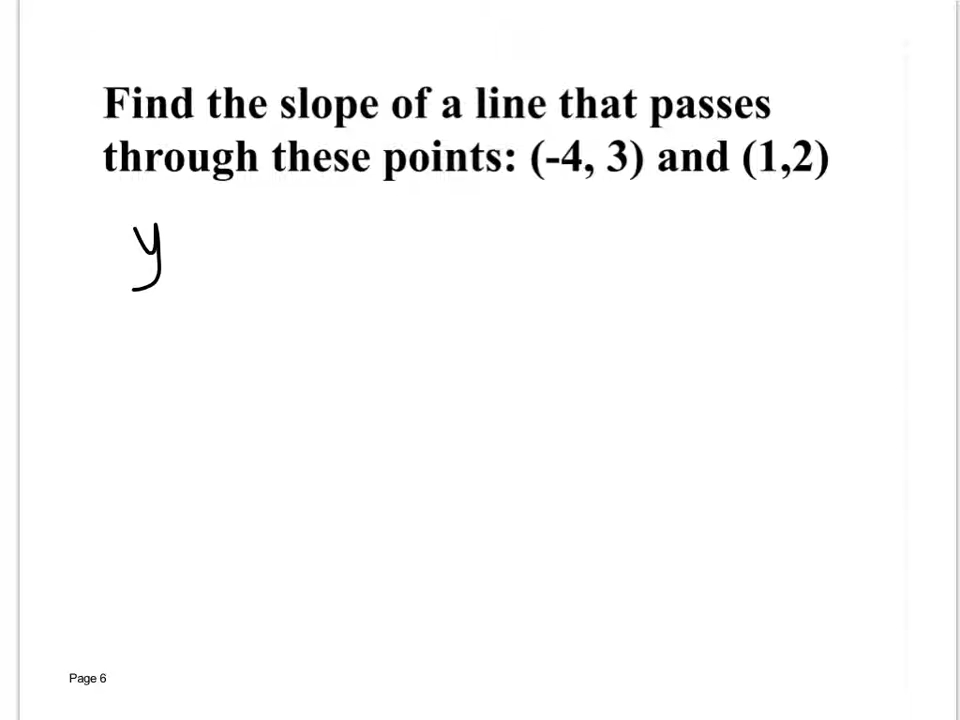 Find the slope of a line that passes
through these points: (-4, 3) and (1,2)
y
Page 6